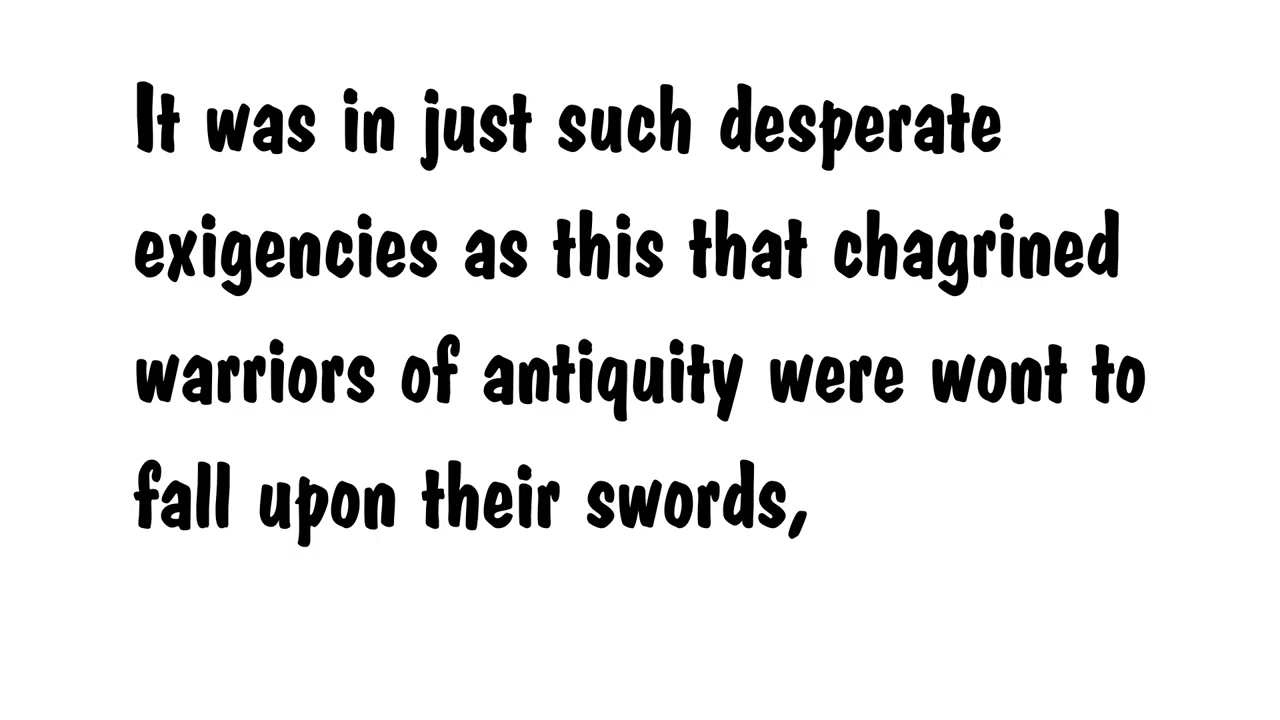 It was in just such desperate
exigencies as this that chagrined
warriors of antiquity were wont to
fall upon their swords,